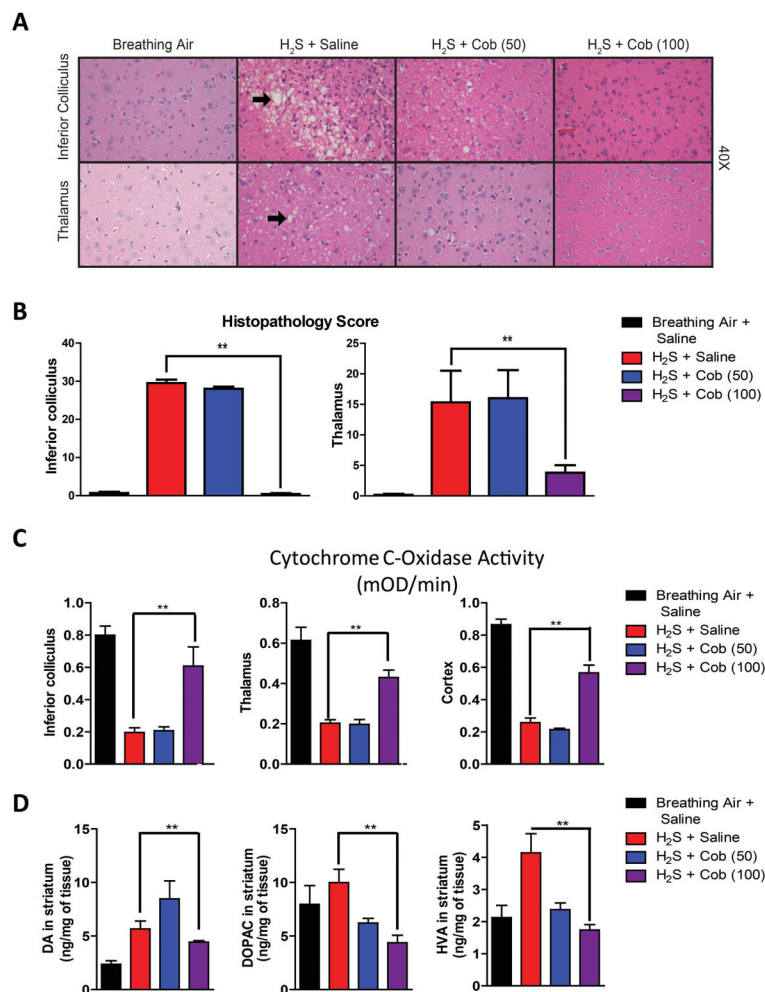 A
Breathing Air
H₂S + Saline
H₂S + Cob (50)
H₂S + Cob (100)
Inferior Colliculus
Thalamus
40X
B
Histopathology Score
Inferior colliculus
40
30
20
10
0
**
Thalamus
25
20
15
10
5
0
**
Breathing Air +
Saline
H₂S + Saline
H₂S + Cob (50)
H₂S + Cob (100)
C
Cytochrome C-Oxidase Activity
(mOD/min)
Inferior colliculus
1.0
0.8
0.6
0.4
0.2
0.0
**
Thalamus
0.8
0.6
0.4
0.2
0.0
**
Cortex
1.0
0.8
0.6
0.4
0.2
0.0
**
Breathing Air +
Saline
H₂S + Saline
H₂S + Cob (50)
H₂S + Cob (100)
D
DA in striatum
(ng/mg of tissue)
15
10
5
0
**
DOPAC in striatum
(ng/mg of tissue)
15
10
5
0
**
HVA in striatum
(ng/mg of tissue)
5
4
3
2
1
0
**
Breathing Air +
Saline
H₂S + Saline
H₂S + Cob (50)
H₂S + Cob (100)